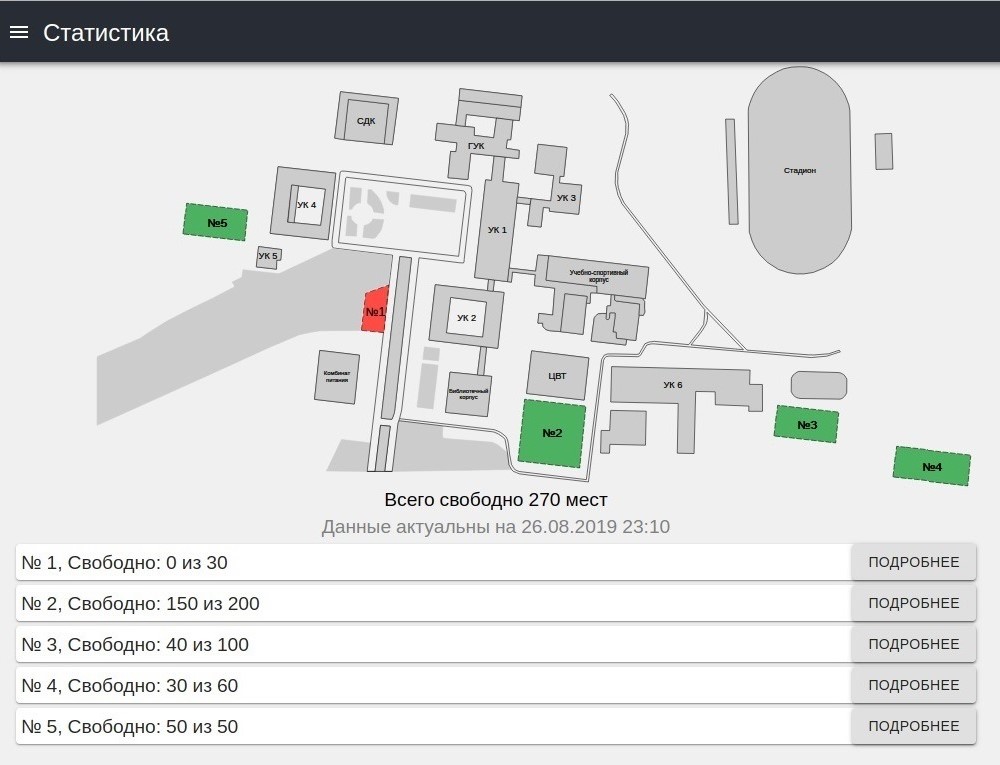 Статистика
СДК
ГУК
Стадион
УК 4
УК 3
№5
УК 1
УК 5
Учебно-спортивный
корпус
№1
УК 2
Комбинат
питания
ЦВТ
УК 6
Библиотечный
корпус
№2
№3
№4
Всего свободно 270 мест
Данные актуальны на 26.08.2019 23:10
№ 1, Свободно: 0 из 30 ПОДРОБНЕЕ
№ 2, Свободно: 150 из 200 ПОДРОБНЕЕ
№ 3, Свободно: 40 из 100 ПОДРОБНЕЕ
№ 4, Свободно: 30 из 60 ПОДРОБНЕЕ
№ 5, Свободно: 50 из 50 ПОДРОБНЕЕ